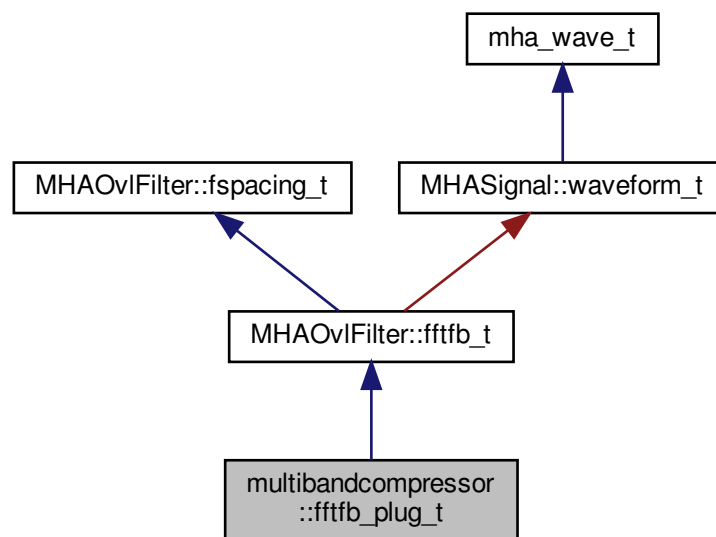 mha_wave_t
MHAOvlFilter::fspacing_t
MHASignal::waveform_t
MHAOvlFilter::fftfb_t
multibandcompressor
::fftfb_plug_t